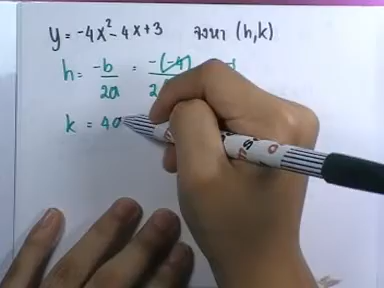 y = -4x² - 4x + 3 จงหา (h,k)
h = -b/2a = -(-4)/2
k = 4a